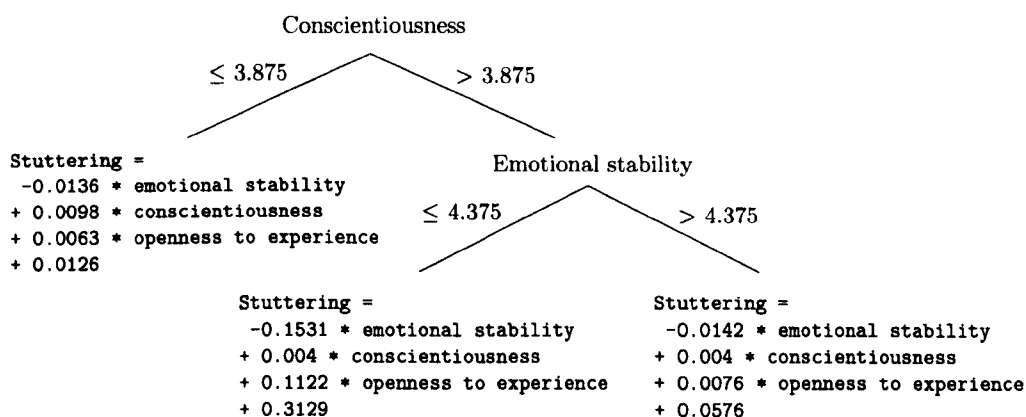 Conscientiousness
≤ 3.875
> 3.875
Stuttering =
-0.0136 * emotional stability
+ 0.0098 * conscientiousness
+ 0.0063 * openness to experience
+ 0.0126
Emotional stability
≤ 4.375
> 4.375
Stuttering =
-0.1531 * emotional stability
+ 0.004 * conscientiousness
+ 0.1122 * openness to experience
+ 0.3129
Stuttering =
-0.0142 * emotional stability
+ 0.004 * conscientiousness
+ 0.0076 * openness to experience
+ 0.0576